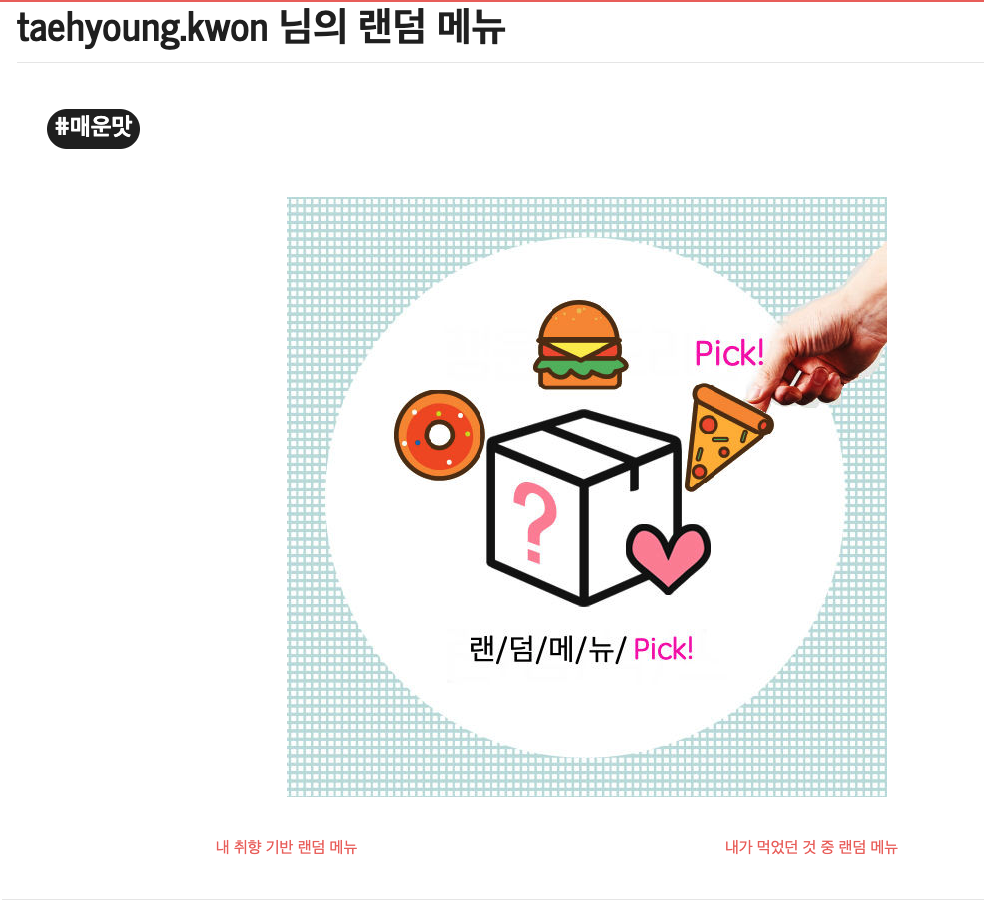 taehyoung.kwon 님의 랜덤 메뉴
#매운맛
Pick!
?
랜/덤/메/뉴/ Pick!
내 취향 기반 랜덤 메뉴
내가 먹었던 것 중 랜덤 메뉴